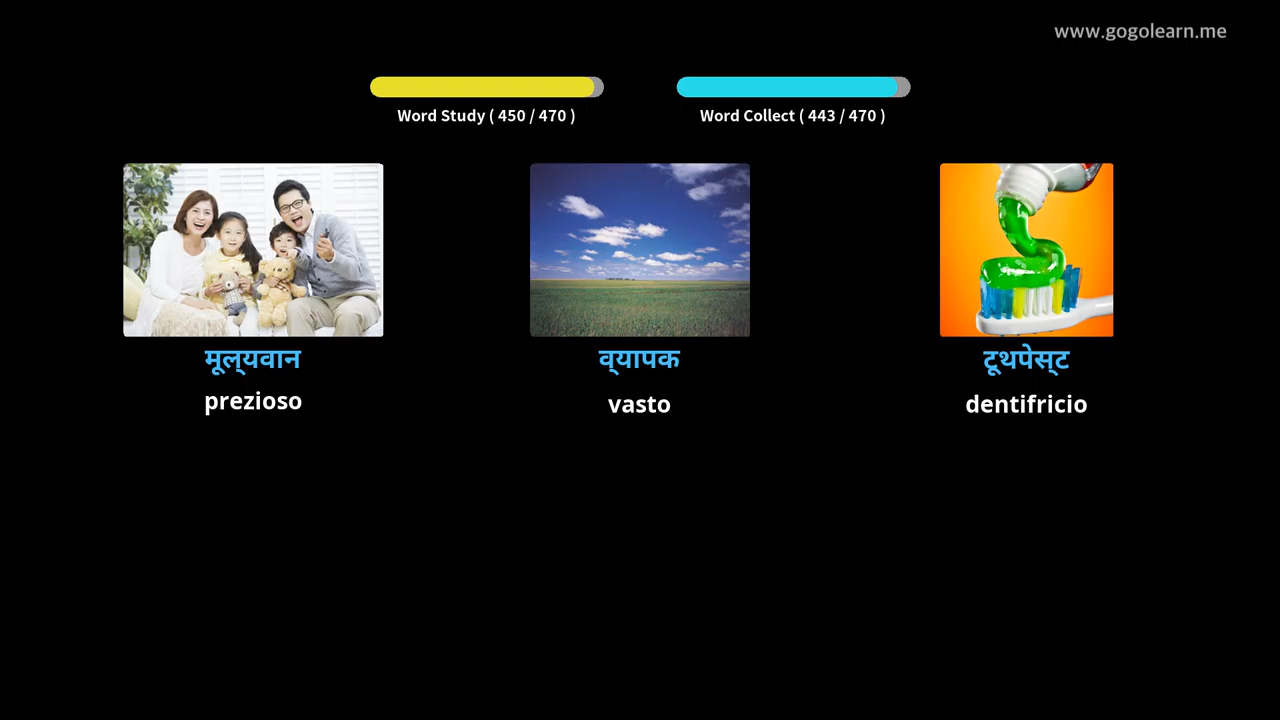 www.gogolearn.me
Word Study ( 450 / 470 )
Word Collect ( 443 / 470 )
मूल्यवान
व्यापक
टूथपेस्ट
prezioso
vasto
dentifricio